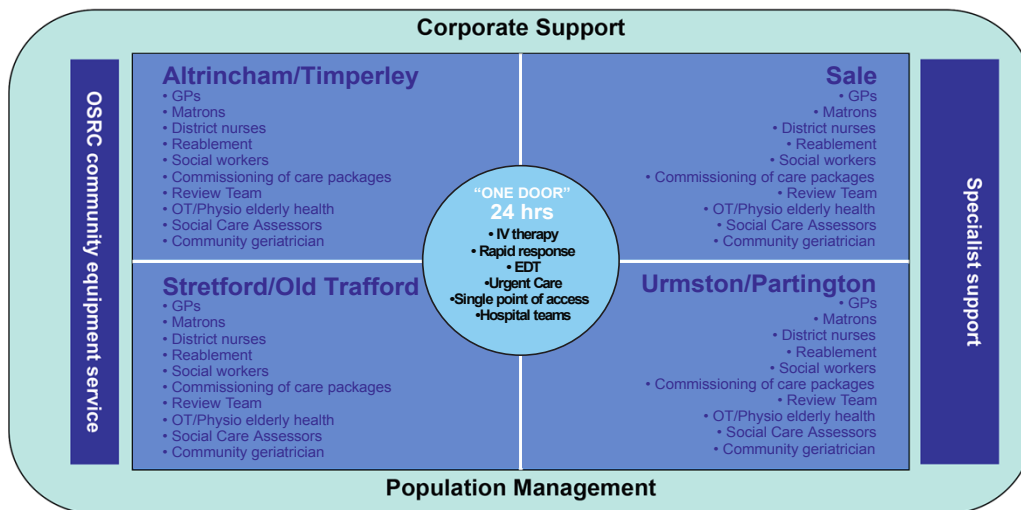 Corporate Support
OSRC community equipment service
Altrincham/Timperley
• GPs
• Matrons
• District nurses
• Reablement
• Social workers
• Commissioning of care packages
• Review Team
• OT/Physio elderly health
• Social Care Assessors
• Community geriatrician
Sale
• GPs
• Matrons
• District nurses
• Reablement
• Social workers
• Commissioning of care packages
• Review Team
• OT/Physio elderly health
• Social Care Assessors
• Community geriatrician
"ONE DOOR"
24 hrs
• IV therapy
• Rapid response
• EDT
•Urgent Care
•Single point of access
•Hospital teams
Stretford/Old Trafford
• GPs
• Matrons
• District nurses
• Reablement
• Social workers
• Commissioning of care packages
• Review Team
• OT/Physio elderly health
• Social Care Assessors
• Community geriatrician
Urmston/Partington
• GPs
• Matrons
• District nurses
• Reablement
• Social workers
• Commissioning of care packages
• Review Team
• OT/Physio elderly health
• Social Care Assessors
• Community geriatrician
Specialist support
Population Management